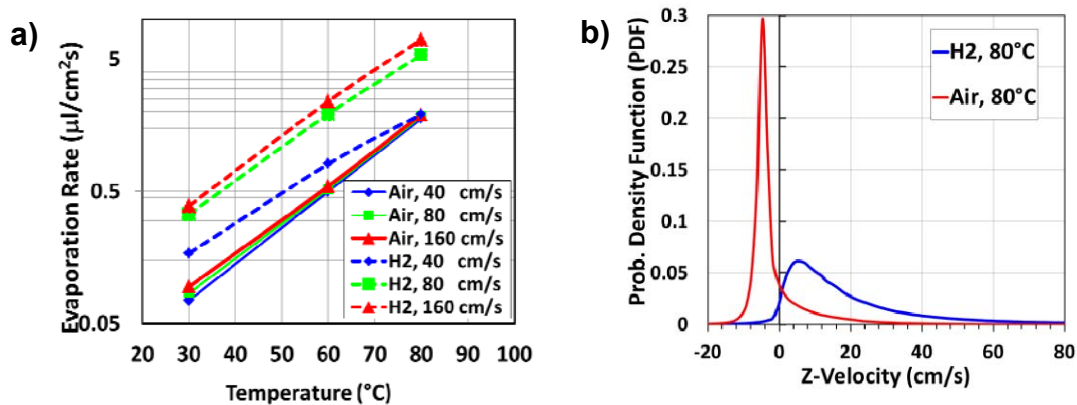 a)
Evaporation Rate (µl/cm²s)
5
0.5
0.05
Air, 40 cm/s
Air, 80 cm/s
Air, 160 cm/s
H2, 40 cm/s
H2, 80 cm/s
H2, 160 cm/s
20 30 40 50 60 70 80 90 100
Temperature (°C)
b)
Prob. Density Function (PDF)
0.3
0.25
0.2
0.15
0.1
0.05
0
H2, 80°C
Air, 80°C
-20 0 20 40 60 80
Z-Velocity (cm/s)